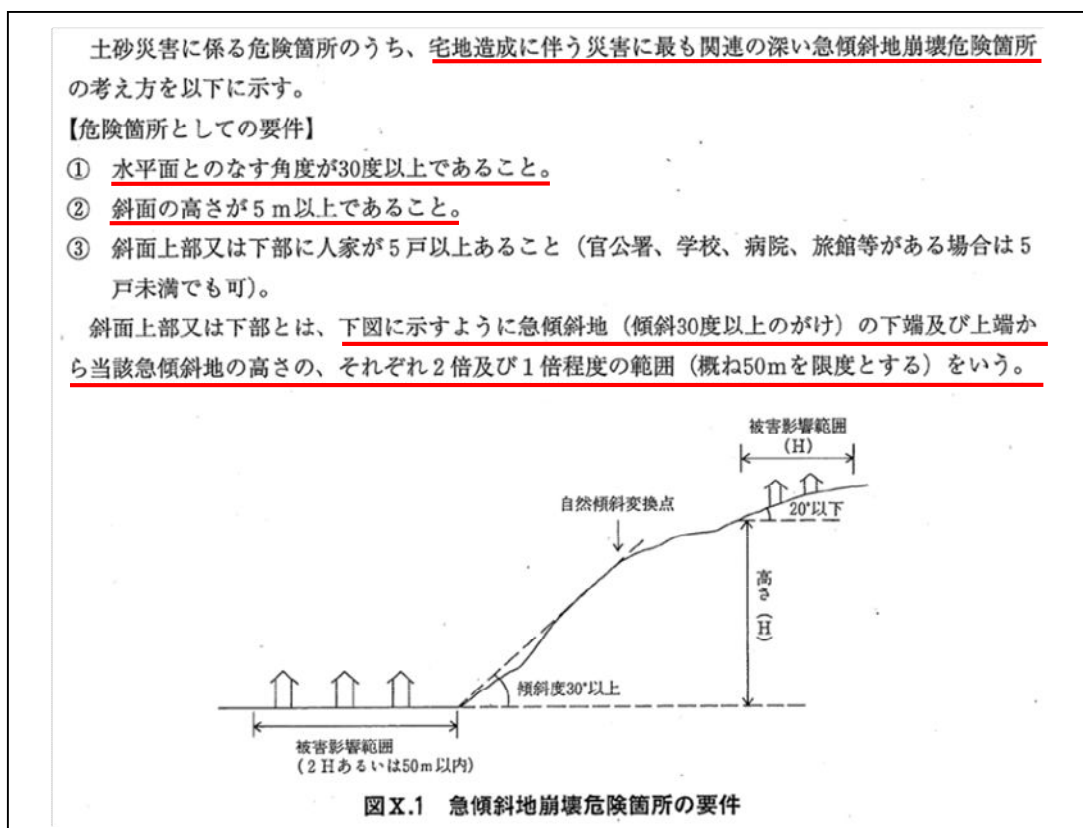 土砂災害に係る危険箇所のうち、宅地造成に伴う災害に最も関連の深い急傾斜地崩壊危険箇所
の考え方を以下に示す。
【危険箇所としての要件】
① 水平面とのなす角度が30度以上であること。
② 斜面の高さが5m以上であること。
③ 斜面上部又は下部に人家が5戸以上あること（官公署、学校、病院、旅館等がある場合は5
戸未満でも可）。
斜面上部又は下部とは、下図に示すように急傾斜地（傾斜30度以上のがけ）の下端及び上端か
ら当該急傾斜地の高さの、それぞれ2倍及び1倍程度の範囲（概ね50mを限度とする）をいう。
被害影響範囲
(H)
自然傾斜変換点
20°以下
高さ(H)
傾斜度30°以上
被害影響範囲
(2Hあるいは50m以内)
図X.1 急傾斜地崩壊危険箇所の要件